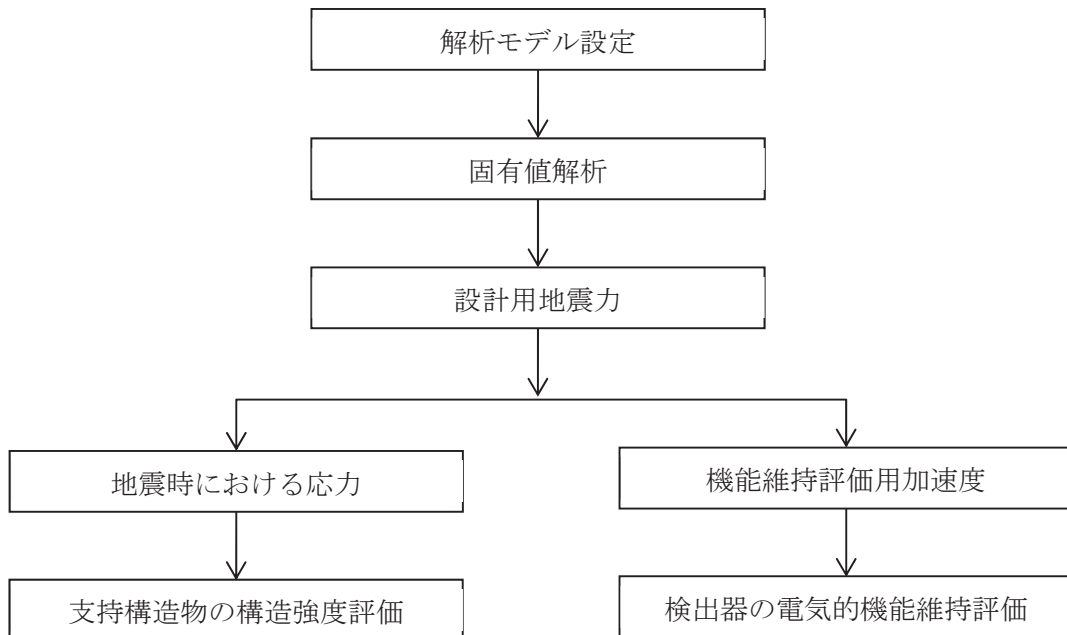 解析モデル設定
固有値解析
設計用地震力
地震時における応力
機能維持評価用加速度
支持構造物の構造強度評価
検出器の電気的機能維持評価